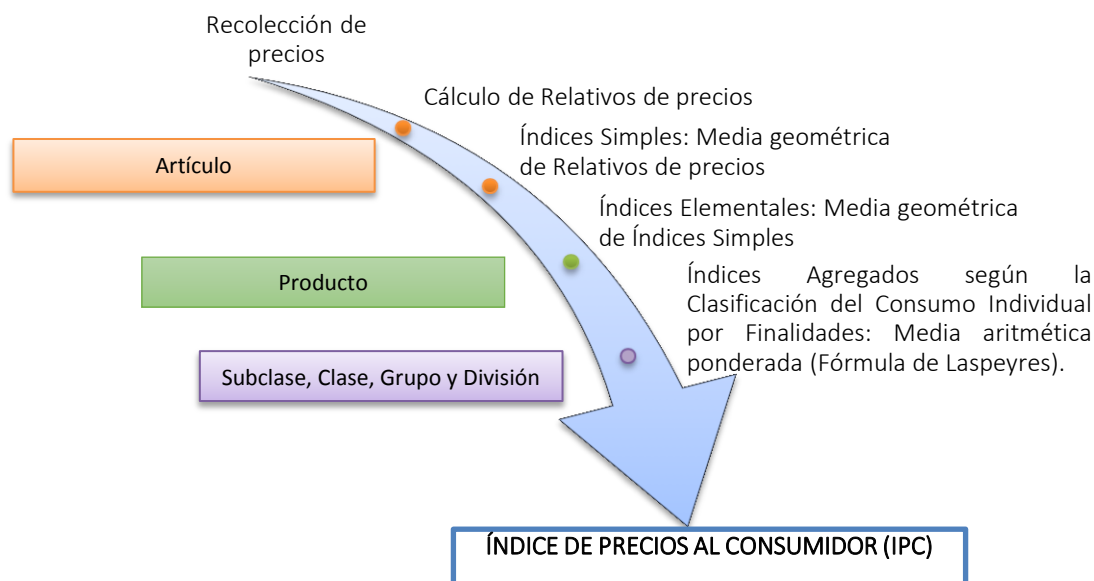 Recolección de
precios
Cálculo de Relativos de precios
Índices Simples: Media geométrica
de Relativos de precios
Artículo
Índices Elementales: Media geométrica
de Índices Simples
Producto
Índices Agregados según la
Clasificación del Consumo Individual
por Finalidades: Media aritmética
ponderada (Fórmula de Laspeyres).
Subclase, Clase, Grupo y División
ÍNDICE DE PRECIOS AL CONSUMIDOR (IPC)